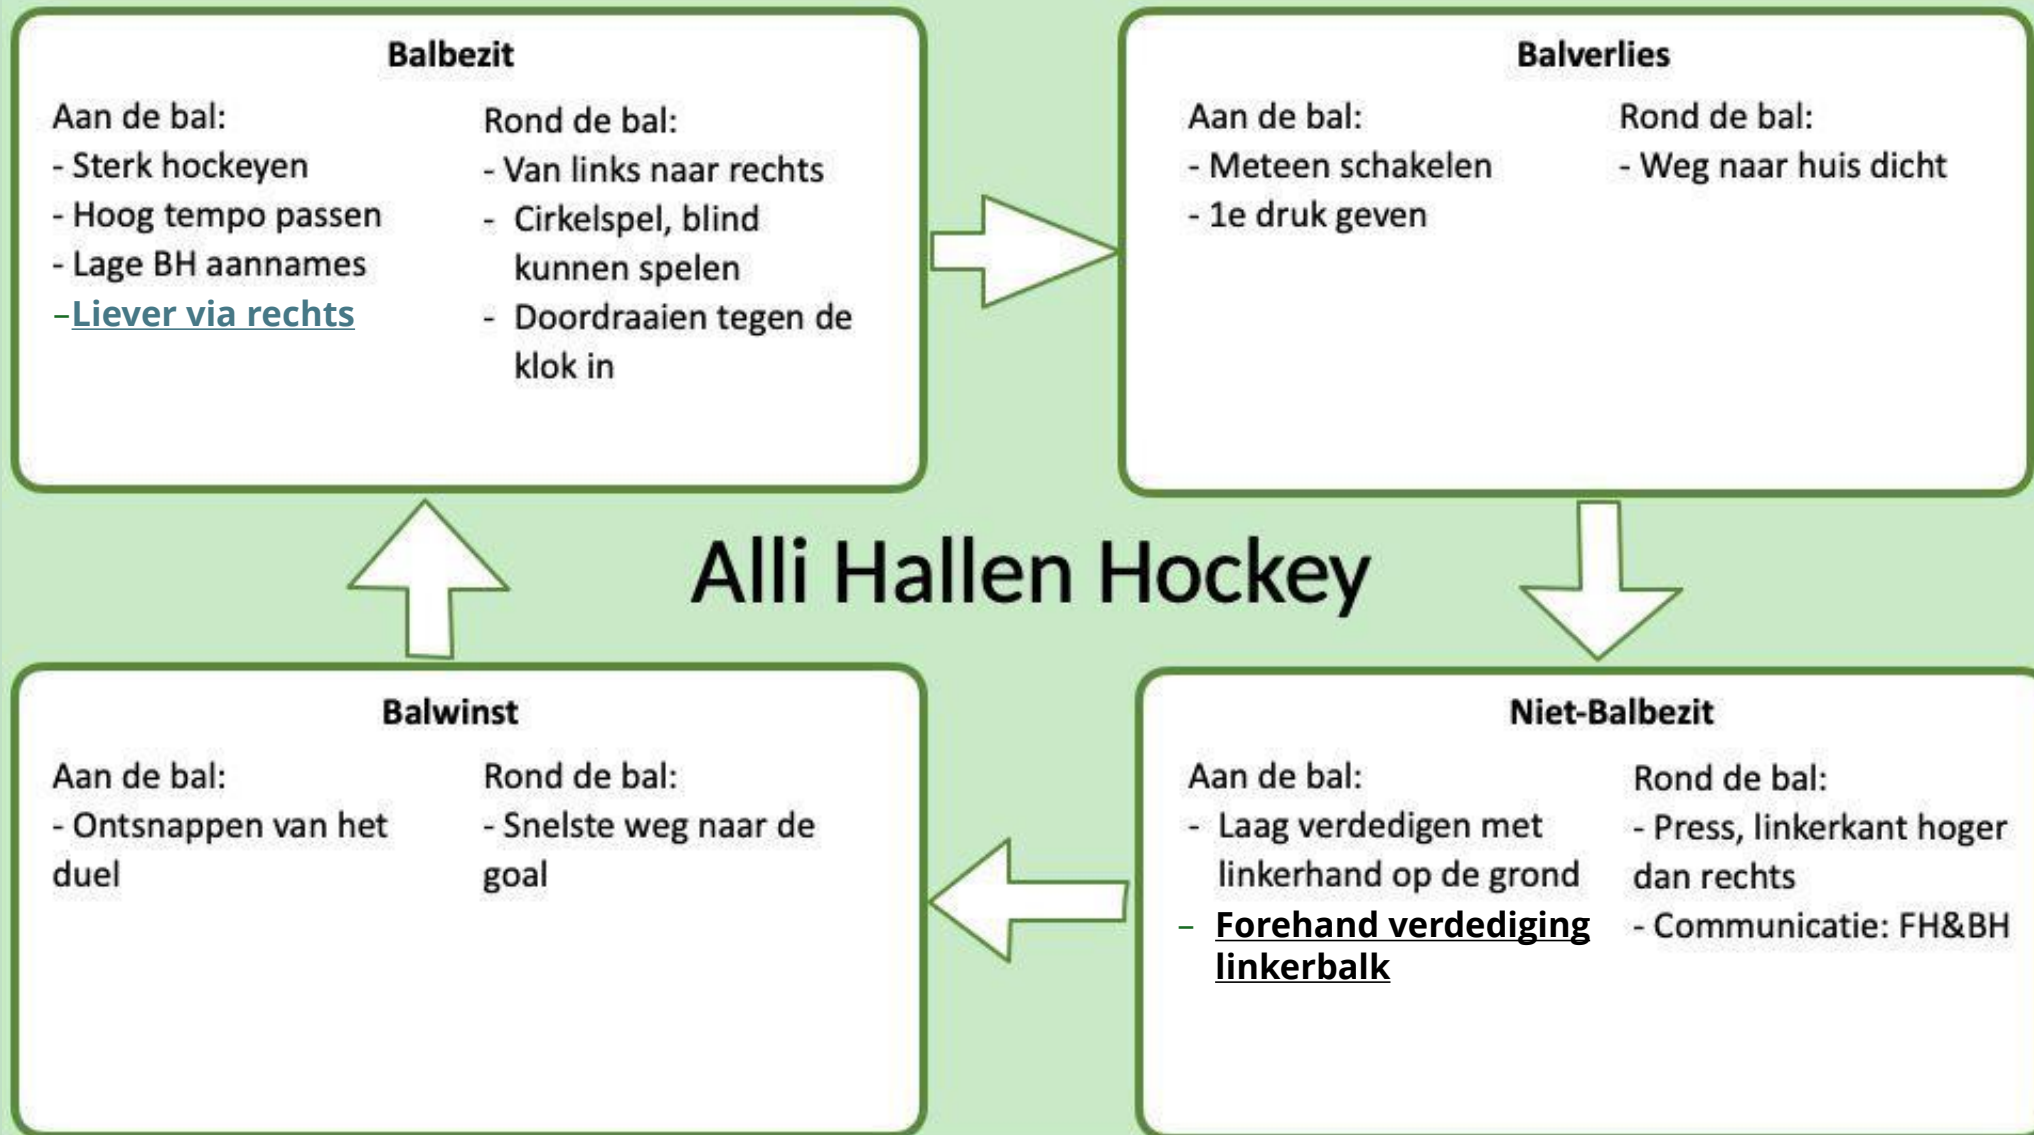 Balbezit
Aan de bal:
- Sterk hockeyen
- Hoog tempo passen
- Lage BH aannames
–Liever via rechts
Rond de bal:
- Van links naar rechts
- Cirkelspel, blind
kunnen spelen
- Doordraaien tegen de
klok in
Balverlies
Aan de bal:
- Meteen schakelen
- 1e druk geven
Rond de bal:
- Weg naar huis dicht
Alli Hallen Hockey
Balwinst
Aan de bal:
- Ontsnappen van het
duel
Rond de bal:
- Snelste weg naar de
goal
Niet-Balbezit
Aan de bal:
- Laag verdedigen met
linkerhand op de grond
– Forehand verdediging
linkerbalk
Rond de bal:
- Press, linkerkant hoger
dan rechts
- Communicatie: FH&BH